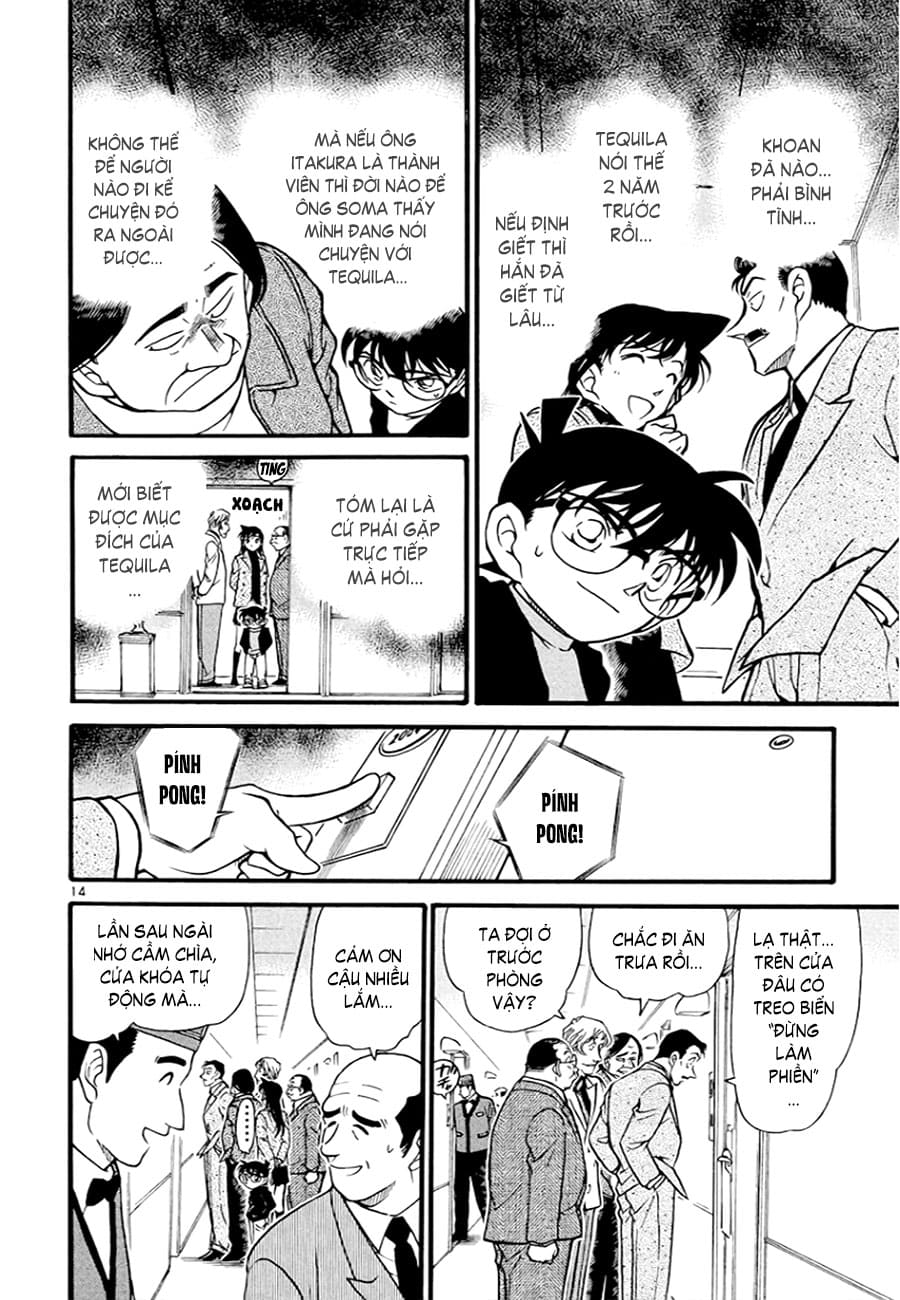 KHOAN
ĐÃ NÀO...
PHẢI BÌNH
TĨNH...
TEQUILA
NÓI THẾ
2 NĂM
TRƯỚC
RỒI...
NẾU ĐỊNH
GIẾT THÌ
HẮN ĐÃ
GIẾT TỪ
LÂU...
MÀ NẾU ÔNG
ITAKURA LÀ THÀNH
VIÊN THÌ ĐỜI NÀO ĐỂ
ÔNG SOMA THẤY
MÌNH ĐANG NÓI
CHUYỆN VỚI
TEQUILA...
KHÔNG THỂ
ĐỂ NGƯỜI
NÀO ĐI KỂ
CHUYỆN ĐÓ
RA NGOÀI
ĐƯỢC...
TING
XOẠCH
TÓM LẠI LÀ
CỨ PHẢI GẶP
TRỰC TIẾP
MÀ HỎI...
MỚI BIẾT
ĐƯỢC MỤC
ĐÍCH CỦA
TEQUILA
...
PÍNH
PONG!
PÍNH
PONG!
14
LẠ THẬT...
TRÊN CỬA
ĐÂU CÓ
TREO BIỂN
“ĐỪNG
LÀM
PHIỀN”
...
CHẮC ĐI ĂN
TRƯA RỒI...
TA ĐỢI Ở
TRƯỚC
PHÒNG
VẬY?
CÁM ƠN
CẬU NHIỀU
LẮM...
LẦN SAU NGÀI
NHỚ CẦM CHÌA,
CỬA KHÓA TỰ
ĐỘNG MÀ...